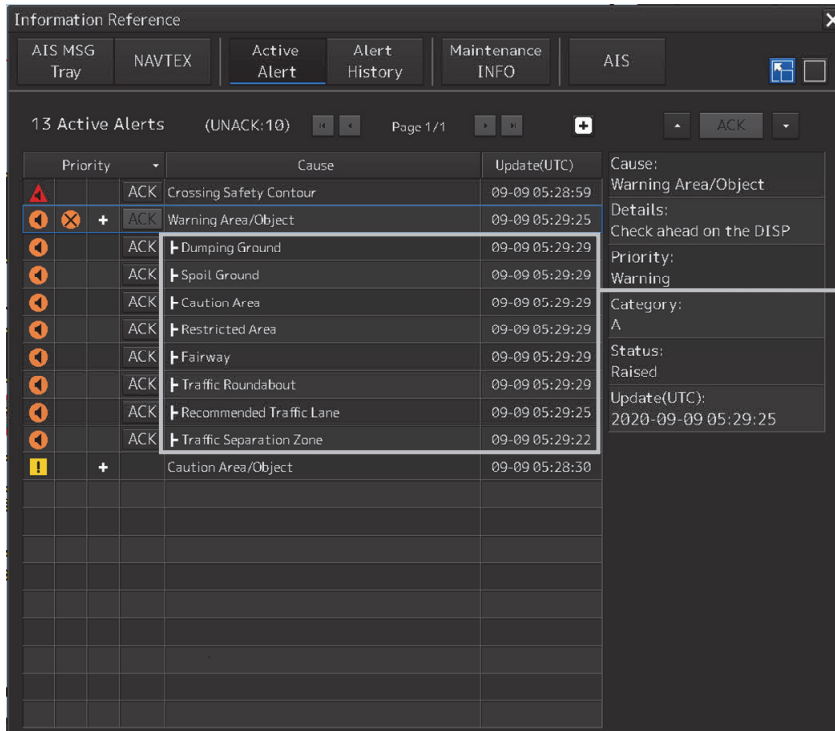 Information Reference
AIS MSG Tray NAVTEX Active Alert Alert History Maintenance INFO AIS
13 Active Alerts (UNACK:10) Page 1/1 ACK
Priority Cause Update(UTC)
ACK Crossing Safety Contour 09-09 05:28:59
ACK Warning Area/Object 09-09 05:29:25
ACK Dumping Ground 09-09 05:29:29
ACK Spoil Ground 09-09 05:29:29
ACK Caution Area 09-09 05:29:29
ACK Restricted Area 09-09 05:29:29
ACK Fairway 09-09 05:29:29
ACK Traffic Roundabout 09-09 05:29:29
ACK Recommended Traffic Lane 09-09 05:29:25
ACK Traffic Separation Zone 09-09 05:29:22
Caution Area/Object 09-09 05:28:30
Cause:
Warning Area/Object
Details:
Check ahead on the DISP
Priority:
Warning
Category:
A
Status:
Raised
Update(UTC):
2020-09-09 05:29:25